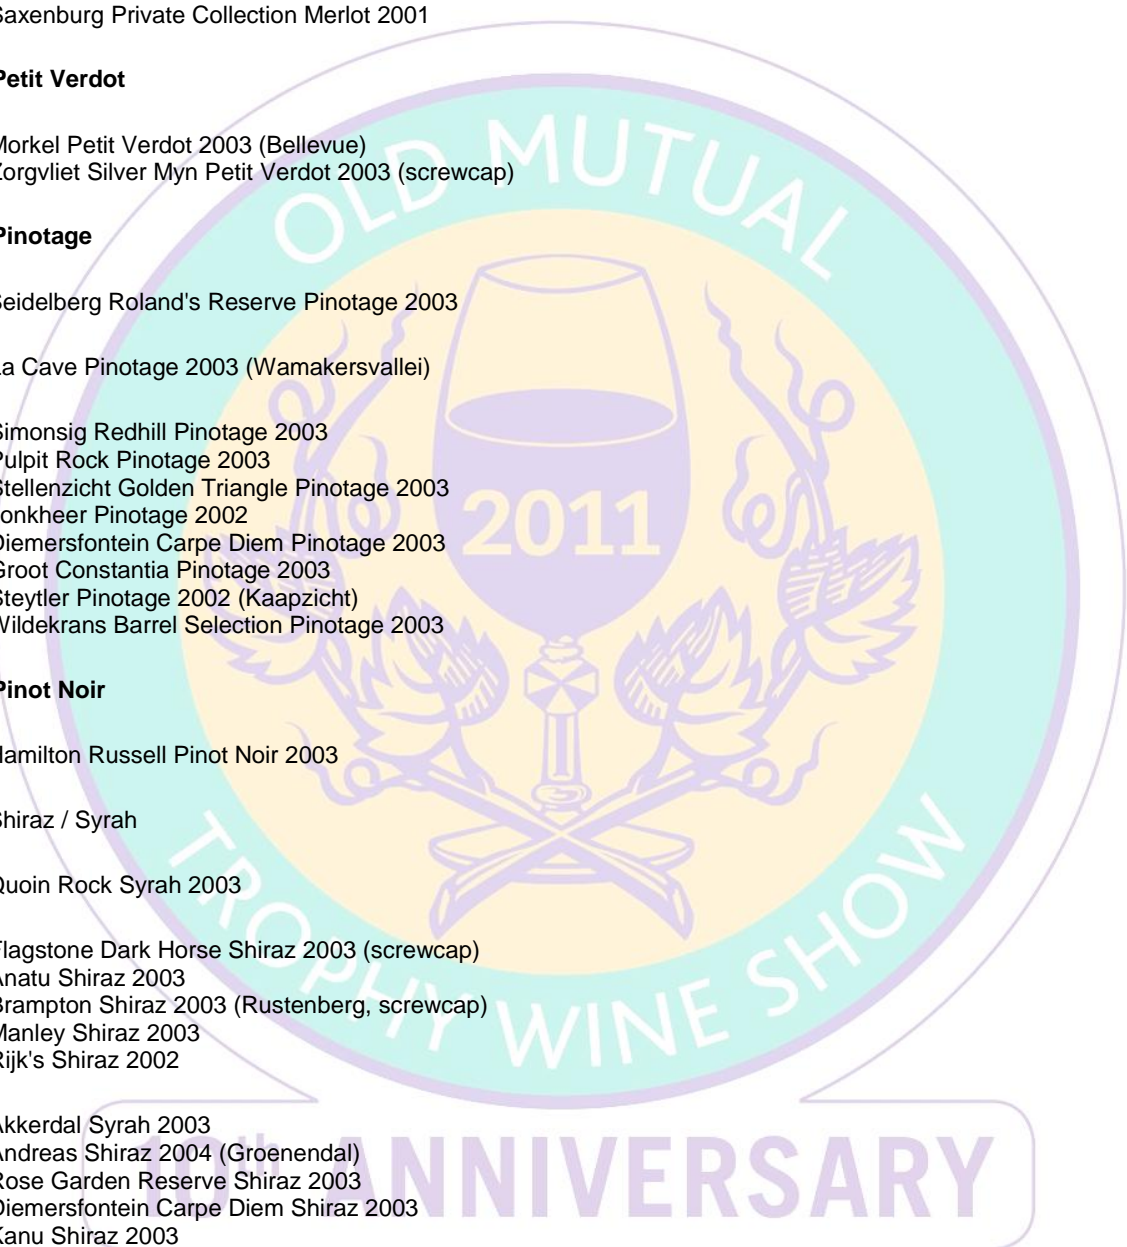 Saxenburg Private Collection Merlot 2001
Petit Verdot
Morkel Petit Verdot 2003 (Bellevue)
Zorgvliet Silver Myn Petit Verdot 2003 (screwcap)
Pinotage
Seidelberg Roland's Reserve Pinotage 2003
La Cave Pinotage 2003 (Wamakersvallei)
Simonsig Redhill Pinotage 2003
Pulpit Rock Pinotage 2003
Stellenzicht Golden Triangle Pinotage 2003
Jonkheer Pinotage 2002
Diemersfontein Carpe Diem Pinotage 2003
Groot Constantia Pinotage 2003
Steytler Pinotage 2002 (Kaapzicht)
Wildekrans Barrel Selection Pinotage 2003
Pinot Noir
Hamilton Russell Pinot Noir 2003
Shiraz / Syrah
Quoin Rock Syrah 2003
Flagstone Dark Horse Shiraz 2003 (screwcap)
Anatu Shiraz 2003
Brampton Shiraz 2003 (Rustenberg, screwcap)
Manley Shiraz 2003
Rijk's Shiraz 2002
Akkerdal Syrah 2003
Andreas Shiraz 2004 (Groenendal)
Rose Garden Reserve Shiraz 2003
Diemersfontein Carpe Diem Shiraz 2003
Kanu Shiraz 2003
OLD MUTUAL
2011
TROPHY WINE SHOW
10th ANNIVERSARY